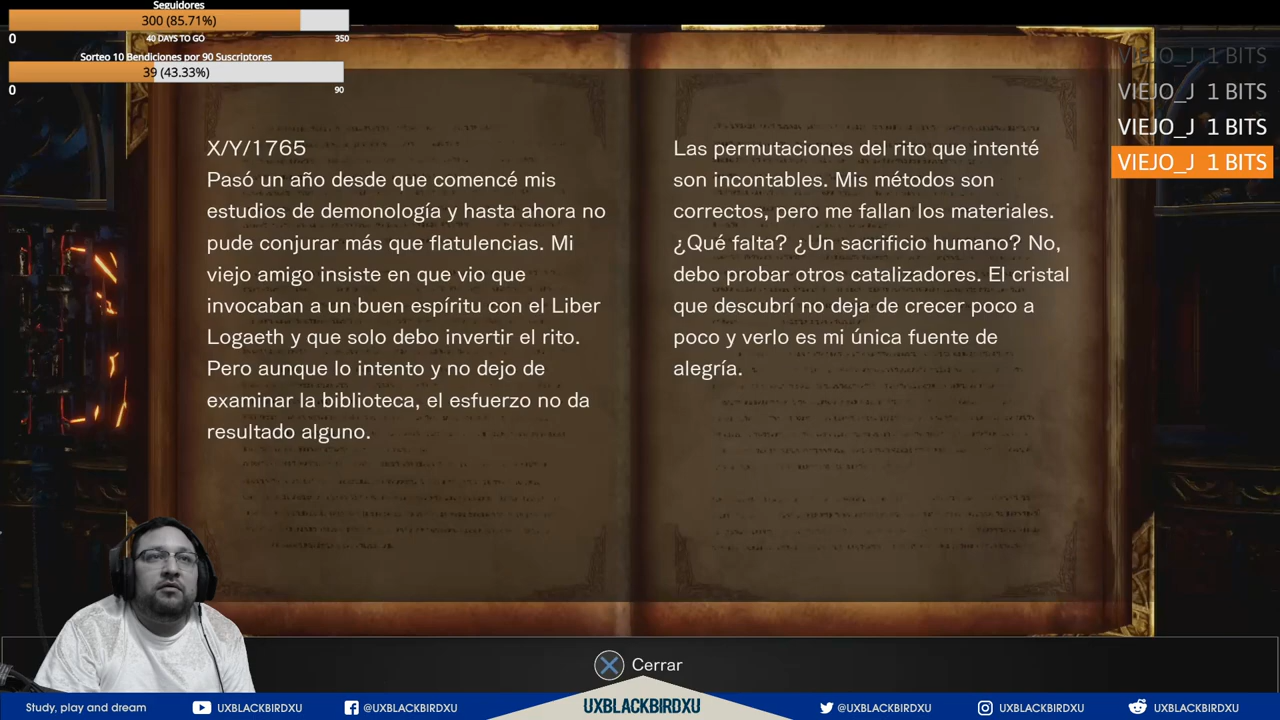 Seguidores
300 (85.71%)
0 40 DAYS TO GO 350
Sorteo 10 Bendiciones por 90 Suscriptores
39 (43.33%)
0 90
VIEJO_J 1 BITS
VIEJO_J 1 BITS
VIEJO_J 1 BITS
VIEJO_J 1 BITS
X/Y/1765
Pasó un año desde que comencé mis
estudios de demonología y hasta ahora no
pude conjurar más que flatulencias. Mi
viejo amigo insiste en que vio que
invocaban a un buen espíritu con el Liber
Logaeth y que solo debo invertir el rito.
Pero aunque lo intento y no dejo de
examinar la biblioteca, el esfuerzo no da
resultado alguno.
Las permutaciones del rito que intenté
son incontables. Mis métodos son
correctos, pero me fallan los materiales.
¿Qué falta? ¿Un sacrificio humano? No,
debo probar otros catalizadores. El cristal
que descubrí no deja de crecer poco a
poco y verlo es mi única fuente de
alegría.
Cerrar
Study, play and dream
UXBLACKBIRDXU
@UXBLACKBIRDXU
UXBLACKBIRDXU
@UXBLACKBIRDXU
UXBLACKBIRDXU
UXBLACKBIRDXU